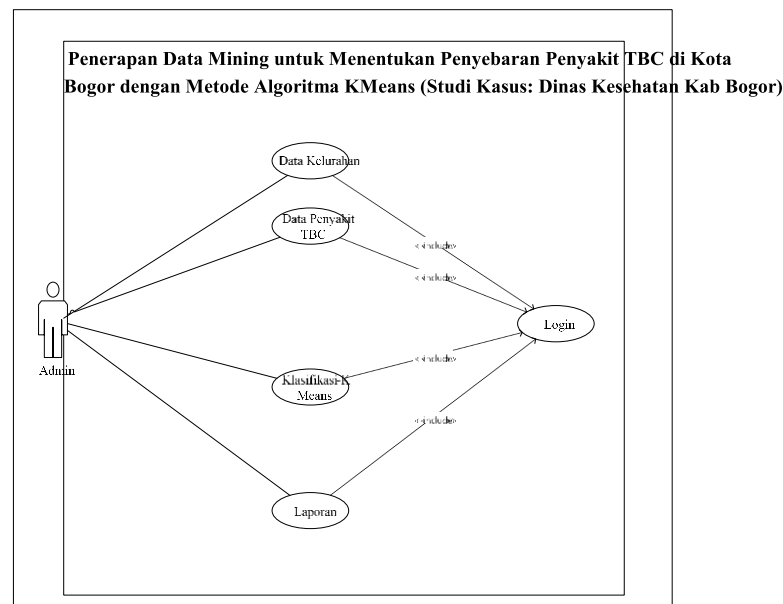 Penerapan Data Mining untuk Menentukan Penyebaran Penyakit TBC di Kota
Bogor dengan Metode Algoritma KMeans (Studi Kasus: Dinas Kesehatan Kab Bogor)
Data Kelurahan
Data Penyakit
TBC
<<include>>
<<include>>
Login
Admin
<<include>>
Klasifikasi-K
Means
<<include>>
Laporan